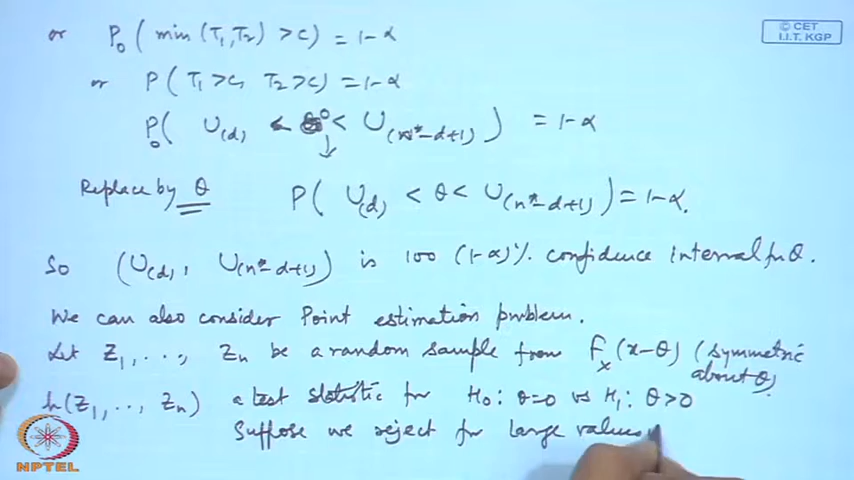 © CET
I.I.T. KGP
or P₀ ( min (T₁,T₂) > c) = 1-α
or P ( T₁ > c, T₂ > c) = 1-α
P₀ ( U(d) < 0 < U(n*-d+1) ) = 1-α
Replace by θ P ( U(d) < θ < U(n*-d+1) ) = 1-α.
So (U(d), U(n*-d+1)) is 100 (1-α)% confidence interval for θ.
We can also consider Point estimation problem.
Let Z₁, ..., Zₙ be a random sample from Fₓ(x-θ) (symmetric
about θ).
h(Z₁, .., Zₙ) a test statistic for H₀: θ=0 vs H₁: θ>0
Suppose we reject for large values
NPTEL